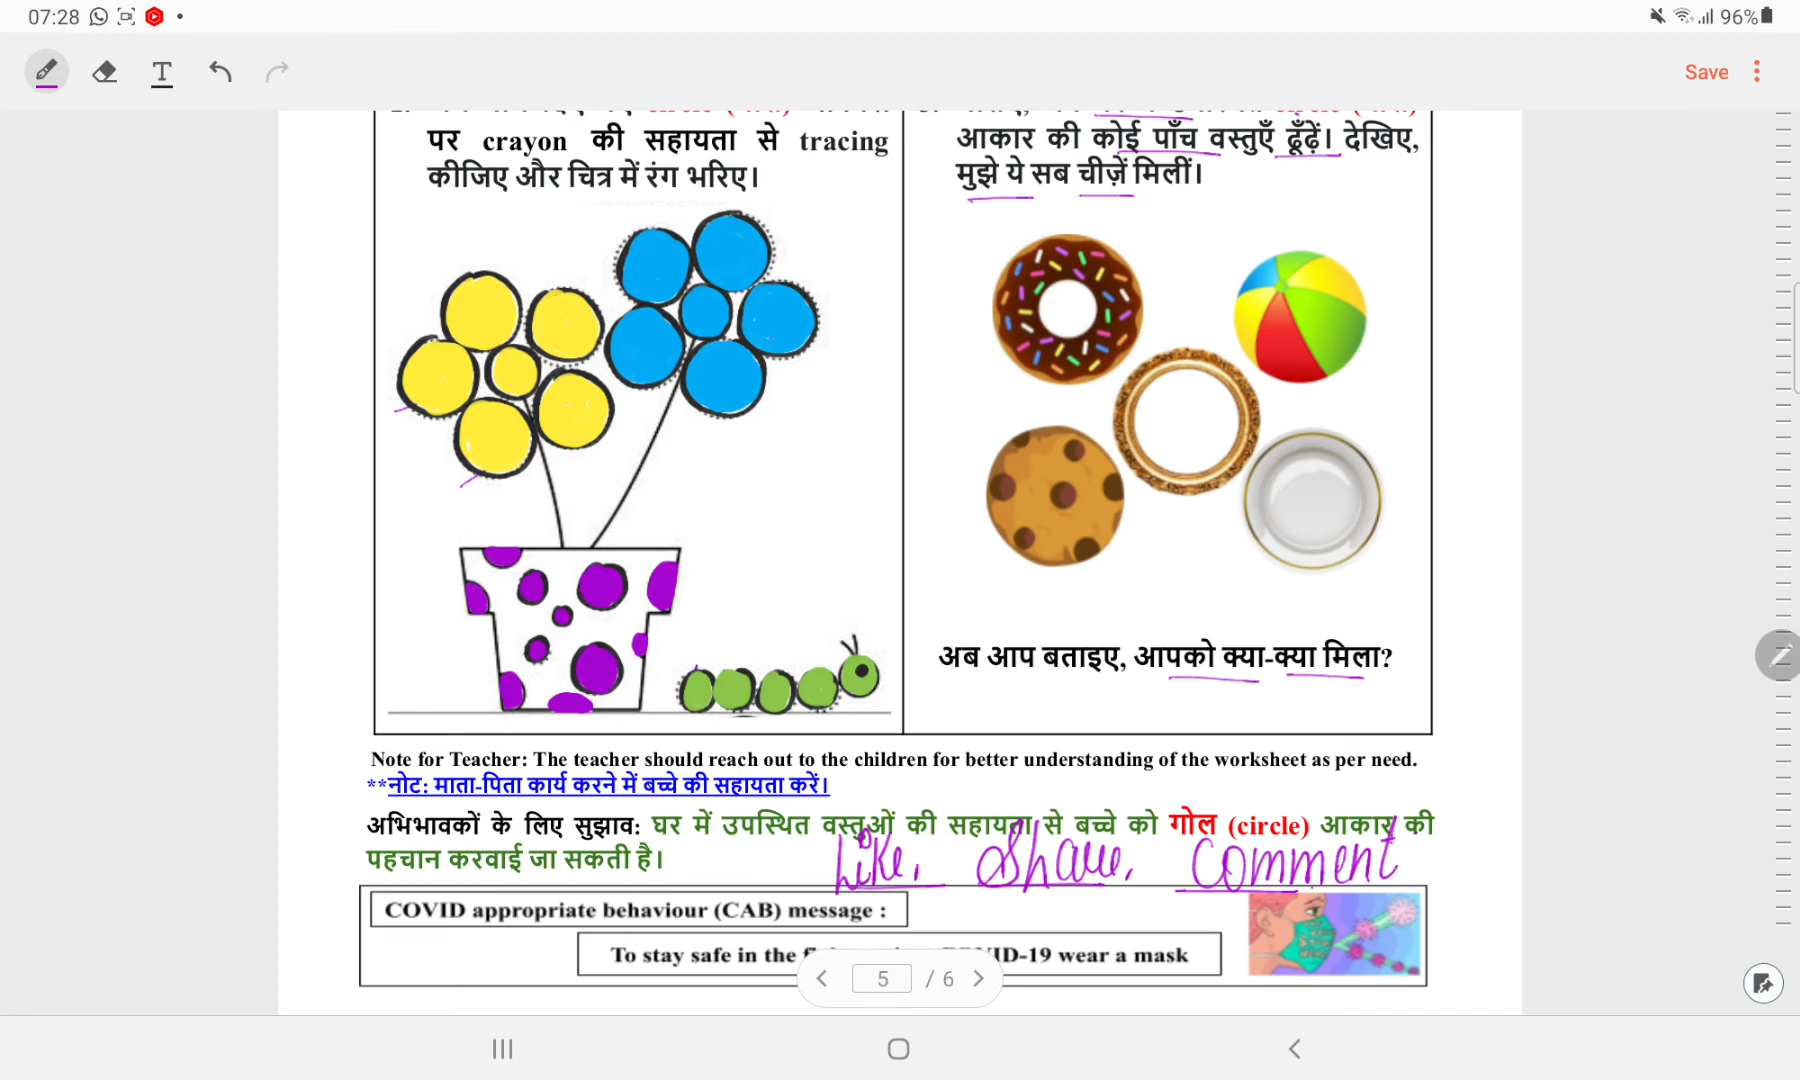 07:28
96%
Save
circle
पर crayon की सहायता से tracing
कीजिए और चित्र में रंग भरिए।
आकार की कोई पाँच वस्तुएँ ढूँढ़ें। देखिए,
मुझे ये सब चीज़ें मिलीं।
अब आप बताइए, आपको क्या-क्या मिला?
Note for Teacher: The teacher should reach out to the children for better understanding of the worksheet as per need.
**नोट: माता-पिता कार्य करने में बच्चे की सहायता करें।
अभिभावकों के लिए सुझाव: घर में उपस्थित वस्तुओं की सहायता से बच्चे को गोल (circle) आकार की
पहचान करवाई जा सकती है।
Like, Share, Comment
COVID appropriate behaviour (CAB) message :
To stay safe in the ID-19 wear a mask
5 / 6